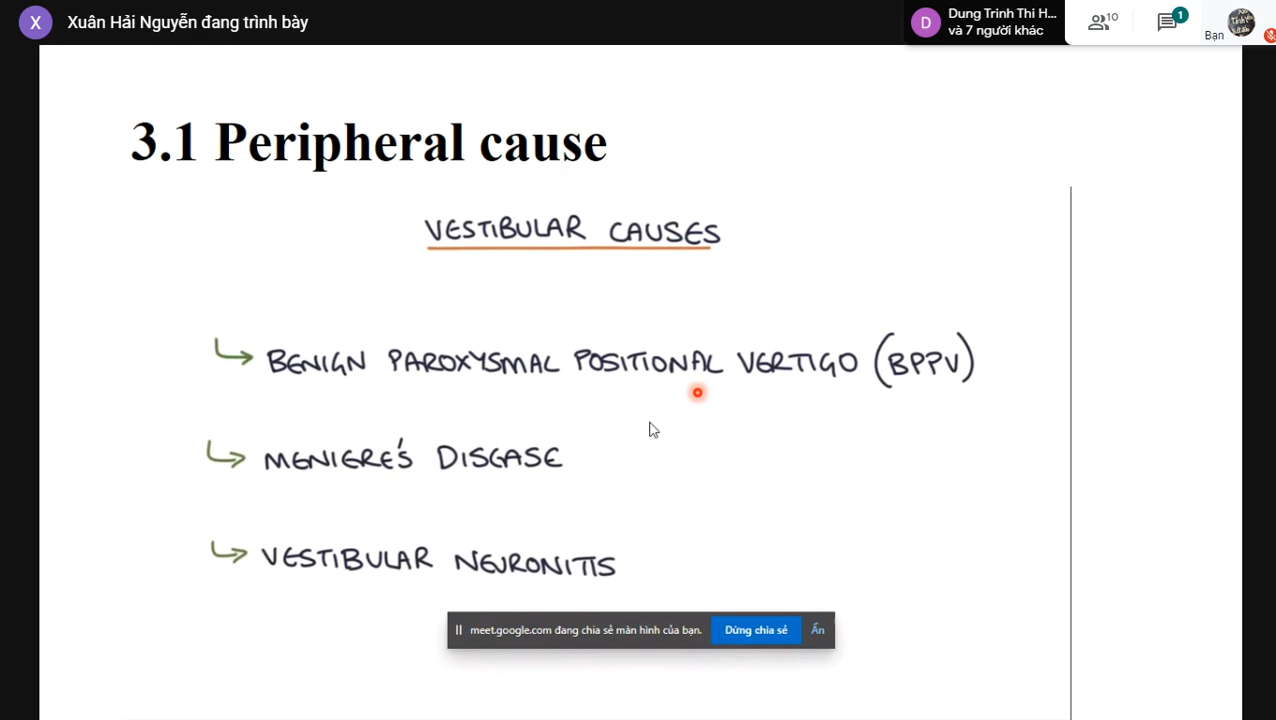 X Xuân Hải Nguyễn đang trình bày
D Dung Trinh Thi H...
và 7 người khác
10
1
Bạn
3.1 Peripheral cause
VESTIBULAR CAUSES
BENIGN PAROXYSMAL POSITIONAL VERTIGO (BPPV)
MENIERE'S DISEASE
VESTIBULAR NEURONITIS
meet.google.com đang chia sẻ màn hình của bạn. Dừng chia sẻ Ẩn